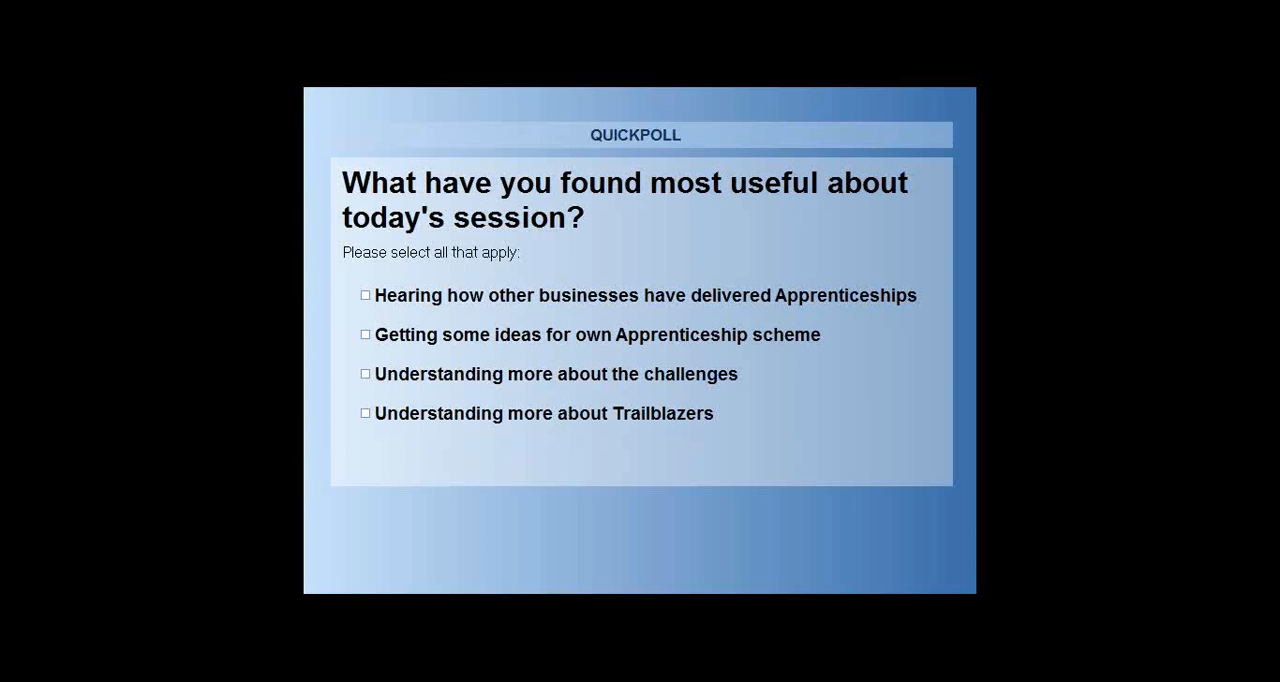 QUICKPOLL
What have you found most useful about
today's session?
Please select all that apply:
Hearing how other businesses have delivered Apprenticeships
Getting some ideas for own Apprenticeship scheme
Understanding more about the challenges
Understanding more about Trailblazers